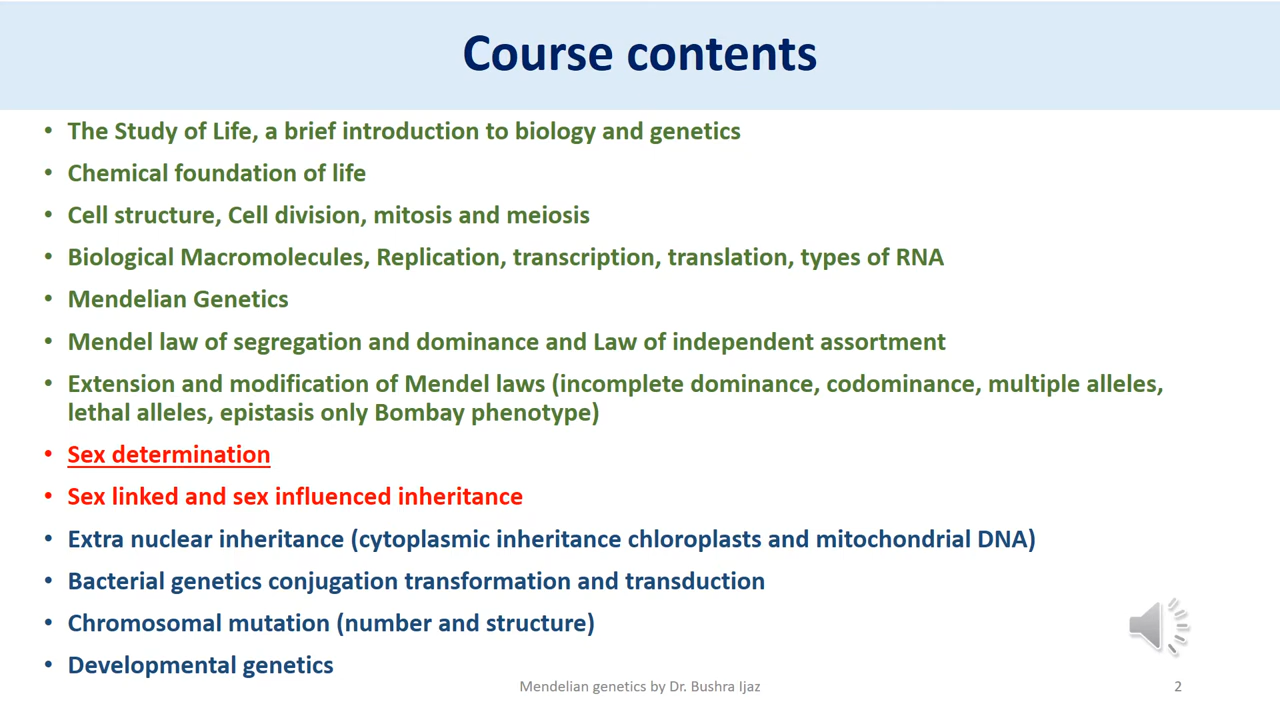 Course contents
• The Study of Life, a brief introduction to biology and genetics
• Chemical foundation of life
• Cell structure, Cell division, mitosis and meiosis
• Biological Macromolecules, Replication, transcription, translation, types of RNA
• Mendelian Genetics
• Mendel law of segregation and dominance and Law of independent assortment
• Extension and modification of Mendel laws (incomplete dominance, codominance, multiple alleles,
lethal alleles, epistasis only Bombay phenotype)
• Sex determination
• Sex linked and sex influenced inheritance
• Extra nuclear inheritance (cytoplasmic inheritance chloroplasts and mitochondrial DNA)
• Bacterial genetics conjugation transformation and transduction
• Chromosomal mutation (number and structure)
• Developmental genetics
Mendelian genetics by Dr. Bushra Ijaz
2